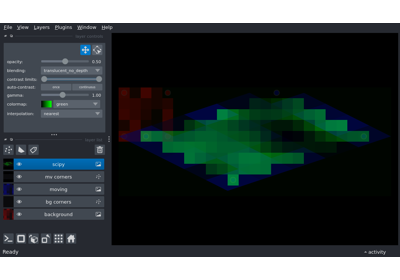 File View Layers Plugins Window Help
opacity: 0.50
blending: translucent_no_depth
contrast limits:
auto-contrast: once continuous
gamma: 1.00
colormap: green
interpolation: nearest
scipy
mv corners
moving
bg corners
background
Ready activity